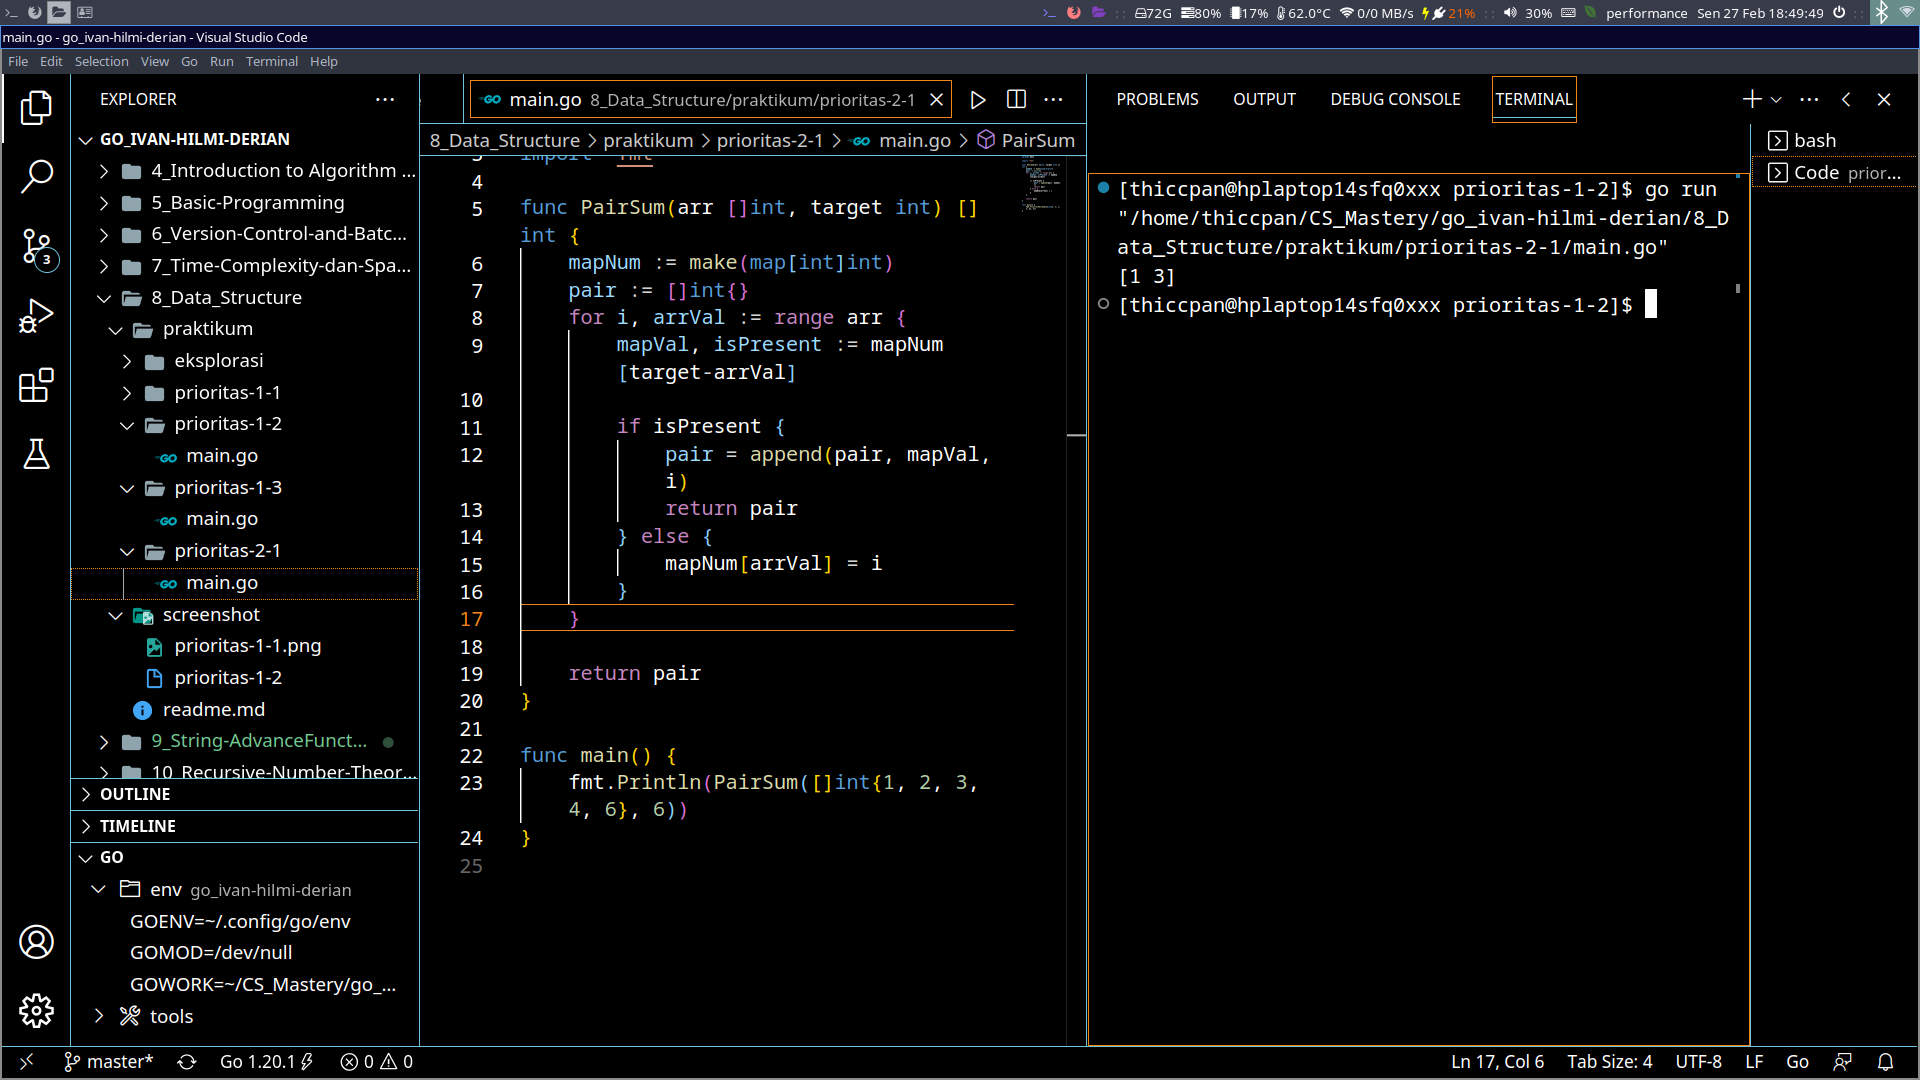 72G 80% 17% 62.0°C 0/0 MB/s 21% 30% performance Sen 27 Feb 18:49:49
main.go - go_ivan-hilmi-derian - Visual Studio Code
File Edit Selection View Go Run Terminal Help
EXPLORER
GO_IVAN-HILMI-DERIAN
4_Introduction to Algorithm ...
5_Basic-Programming
6_Version-Control-and-Batc...
7_Time-Complexity-dan-Spa...
8_Data_Structure
praktikum
eksplorasi
prioritas-1-1
prioritas-1-2
main.go
prioritas-1-3
main.go
prioritas-2-1
main.go
screenshot
prioritas-1-1.png
prioritas-1-2
readme.md
9_String-AdvanceFunct...
10_Recursive-Number-Theor...
OUTLINE
TIMELINE
GO
env go_ivan-hilmi-derian
GOENV=~/.config/go/env
GOMOD=/dev/null
GOWORK=~/CS_Mastery/go_...
tools
3
main.go 8_Data_Structure/praktikum/prioritas-2-1
8_Data_Structure > praktikum > prioritas-2-1 > main.go > PairSum
3 import "fmt"
4
5 func PairSum(arr []int, target int) []
int {
6 mapNum := make(map[int]int)
7 pair := []int{}
8 for i, arrVal := range arr {
9 mapVal, isPresent := mapNum
[target-arrVal]
10
11 if isPresent {
12 pair = append(pair, mapVal,
i)
13 return pair
14 } else {
15 mapNum[arrVal] = i
16 }
17 }
18
19 return pair
20 }
21
22 func main() {
23 fmt.Println(PairSum([]int{1, 2, 3,
4, 6}, 6))
24 }
25
PROBLEMS OUTPUT DEBUG CONSOLE TERMINAL
bash
Code prior...
[thiccpan@hplaptop14sfq0xxx prioritas-1-2]$ go run
"/home/thiccpan/CS_Mastery/go_ivan-hilmi-derian/8_D
ata_Structure/praktikum/prioritas-2-1/main.go"
[1 3]
[thiccpan@hplaptop14sfq0xxx prioritas-1-2]$
master* Go 1.20.1 0 0 Ln 17, Col 6 Tab Size: 4 UTF-8 LF Go